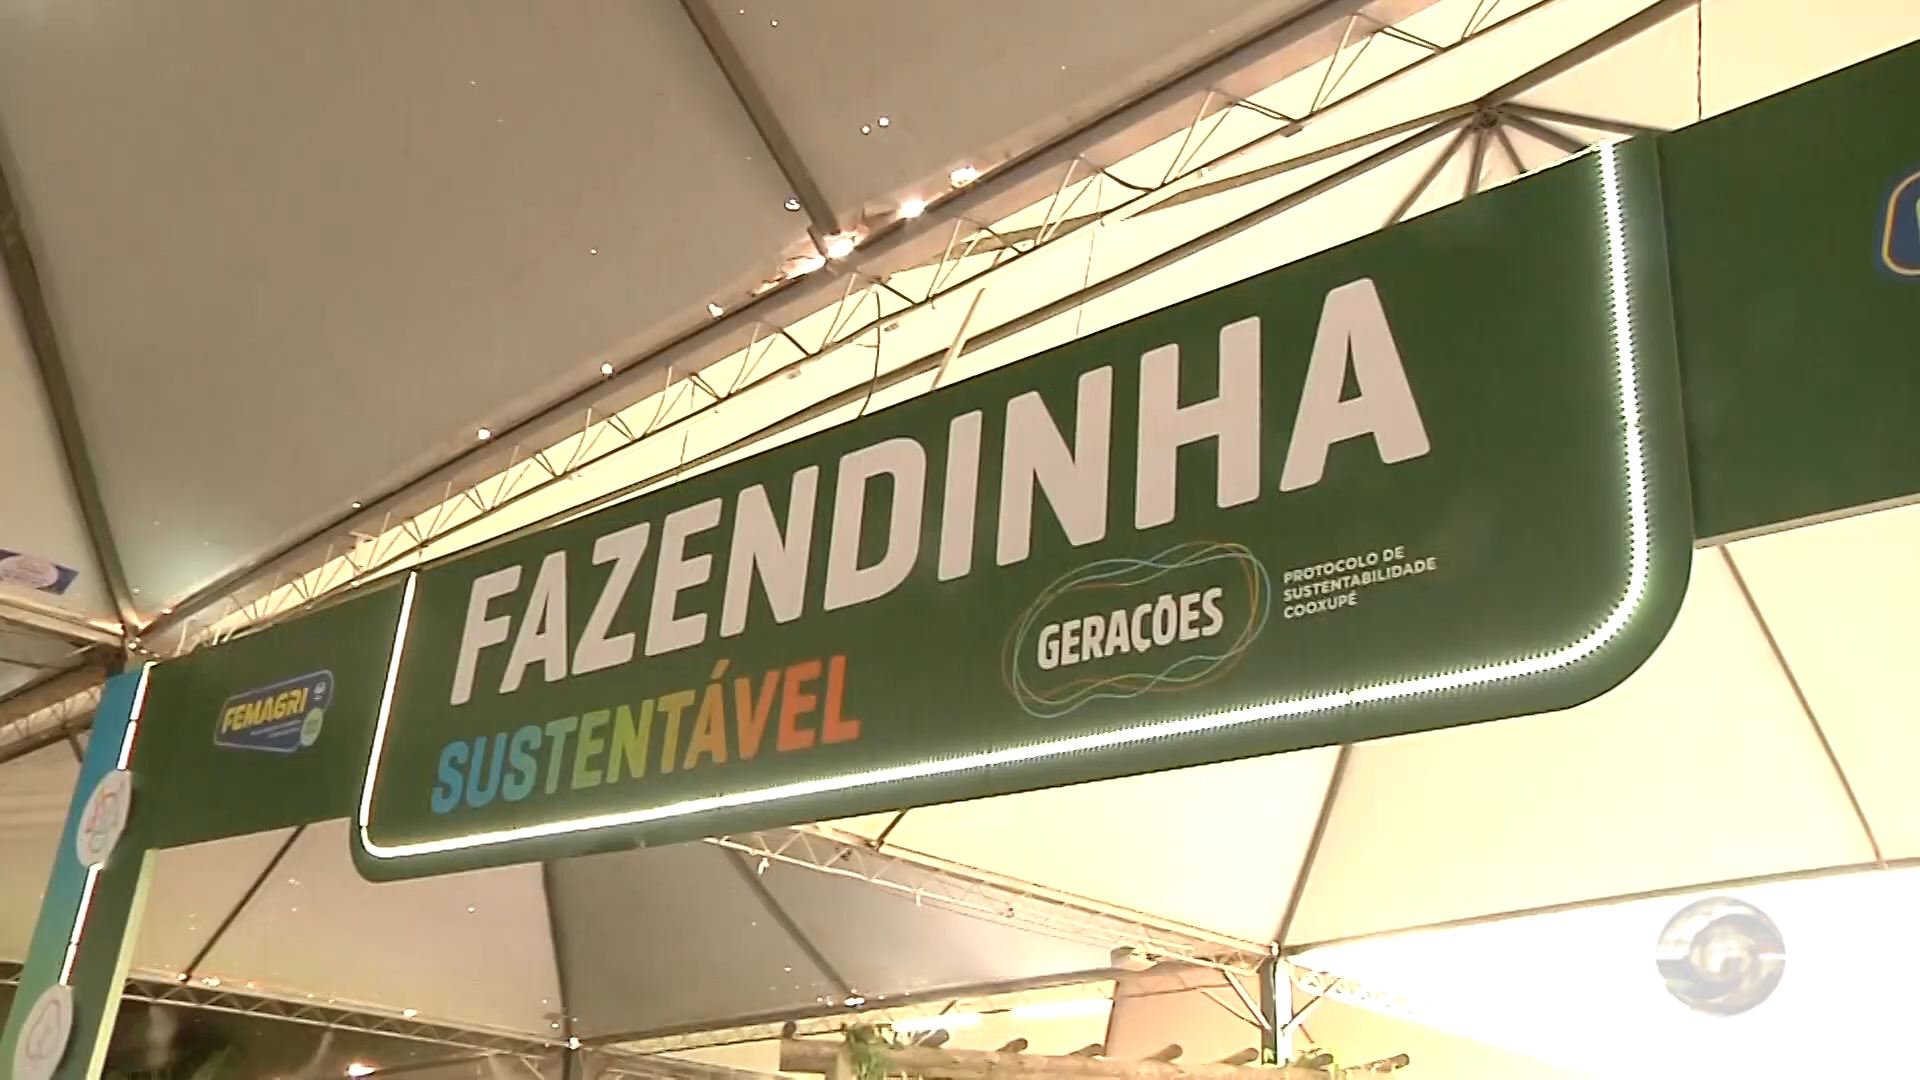 FAZENDINHA
SUSTENTÁVEL
GERAÇÕES
PROTOCOLO DE
SUSTENTABILIDADE
COOXUPÉ
FEMAGRI